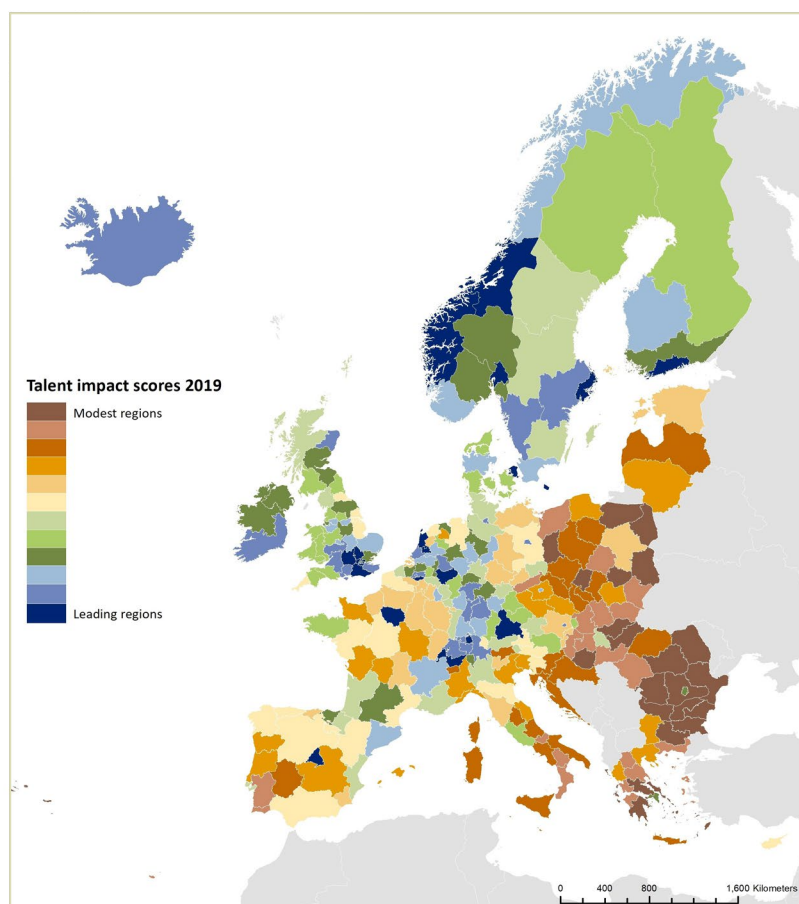 Talent impact scores 2019
Modest regions
Leading regions
0 400 800 1,600 Kilometers